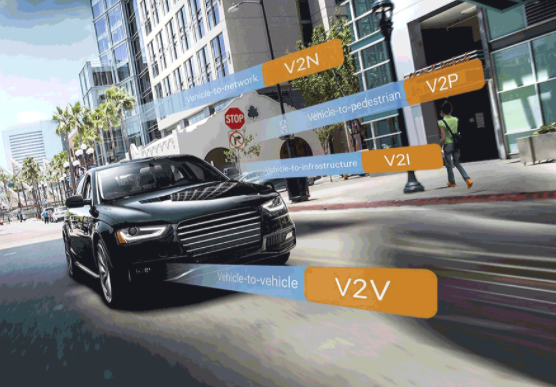 Vehicle-to-network V2N
Vehicle-to-pedestrian V2P
STOP
Vehicle-to-infrastructure V2I
Vehicle-to-vehicle V2V